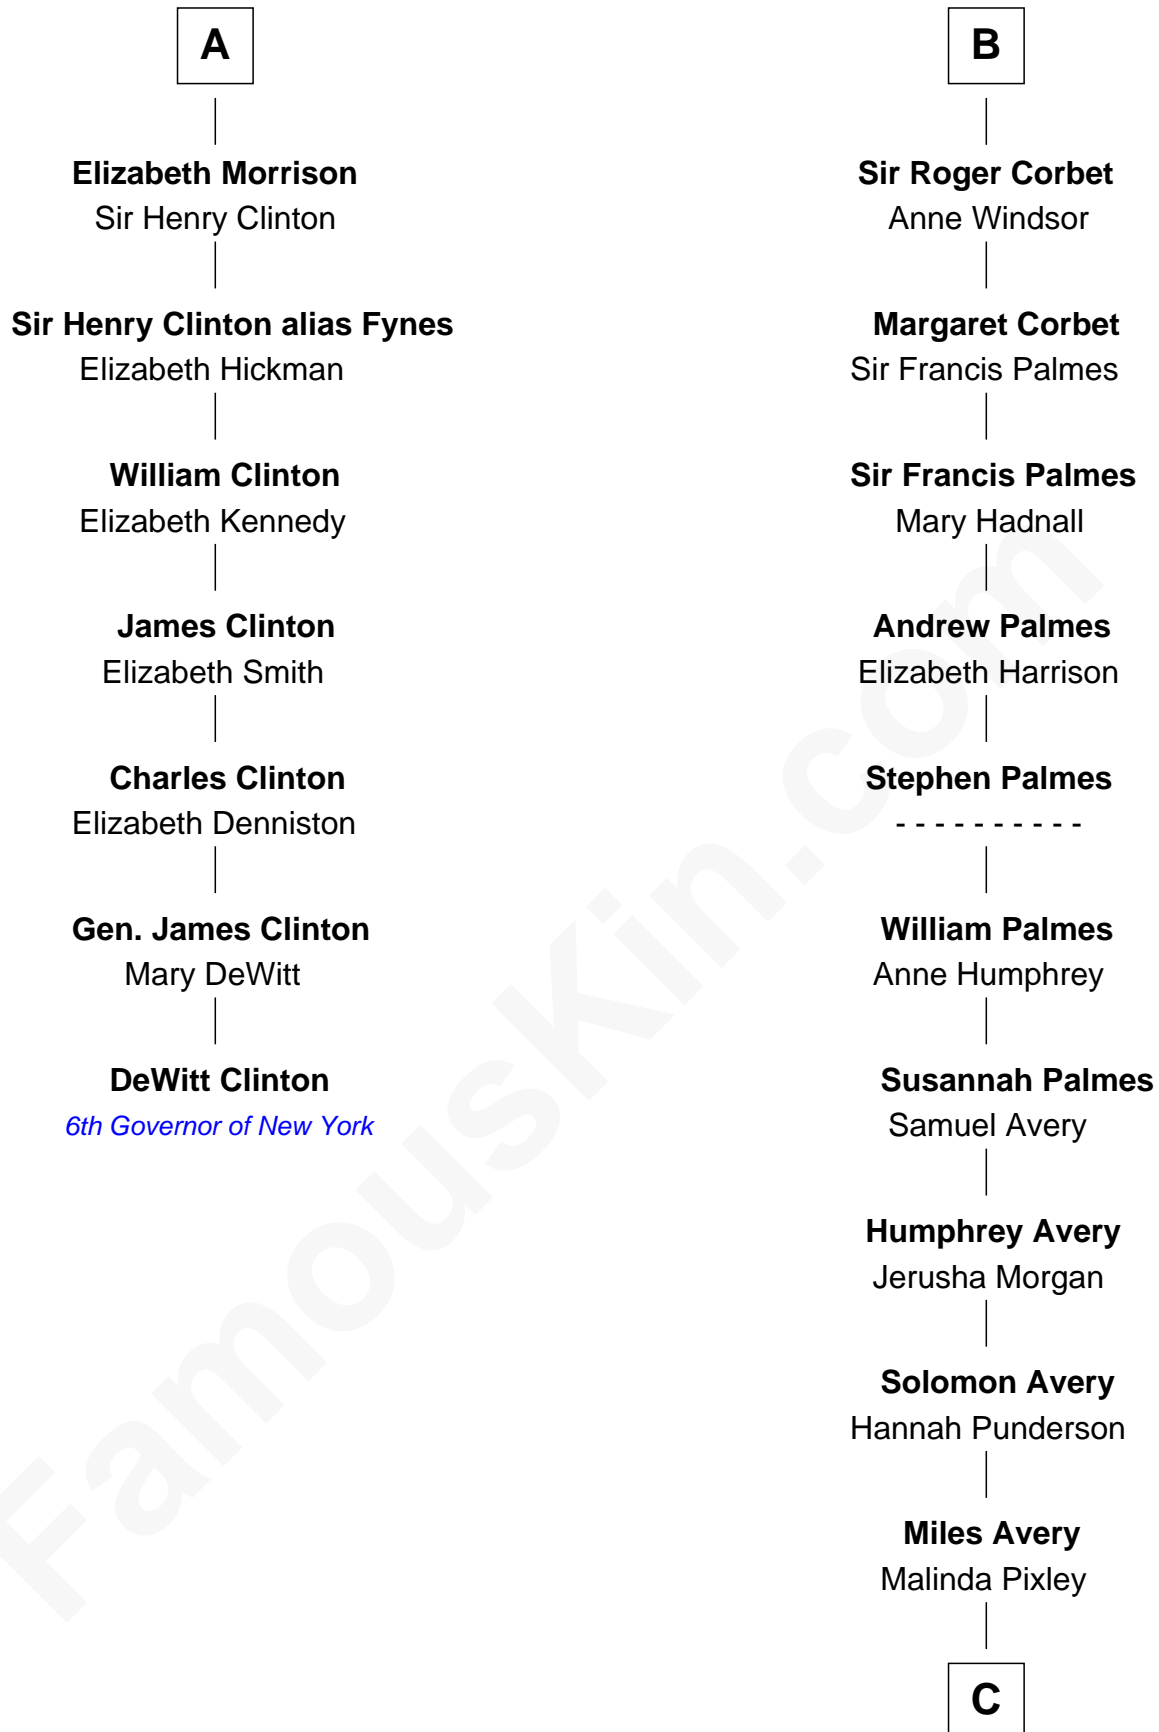 A
Elizabeth Morrison
Sir Henry Clinton
Sir Henry Clinton alias Fynes
Elizabeth Hickman
William Clinton
Elizabeth Kennedy
James Clinton
Elizabeth Smith
Charles Clinton
Elizabeth Denniston
Gen. James Clinton
Mary DeWitt
DeWitt Clinton
6th Governor of New York
B
Sir Roger Corbet
Anne Windsor
Margaret Corbet
Sir Francis Palmes
Sir Francis Palmes
Mary Hadnall
Andrew Palmes
Elizabeth Harrison
Stephen Palmes
- - - - - - - - - -
William Palmes
Anne Humphrey
Susannah Palmes
Samuel Avery
Humphrey Avery
Jerusha Morgan
Solomon Avery
Hannah Punderson
Miles Avery
Malinda Pixley
C
FamousKin.com